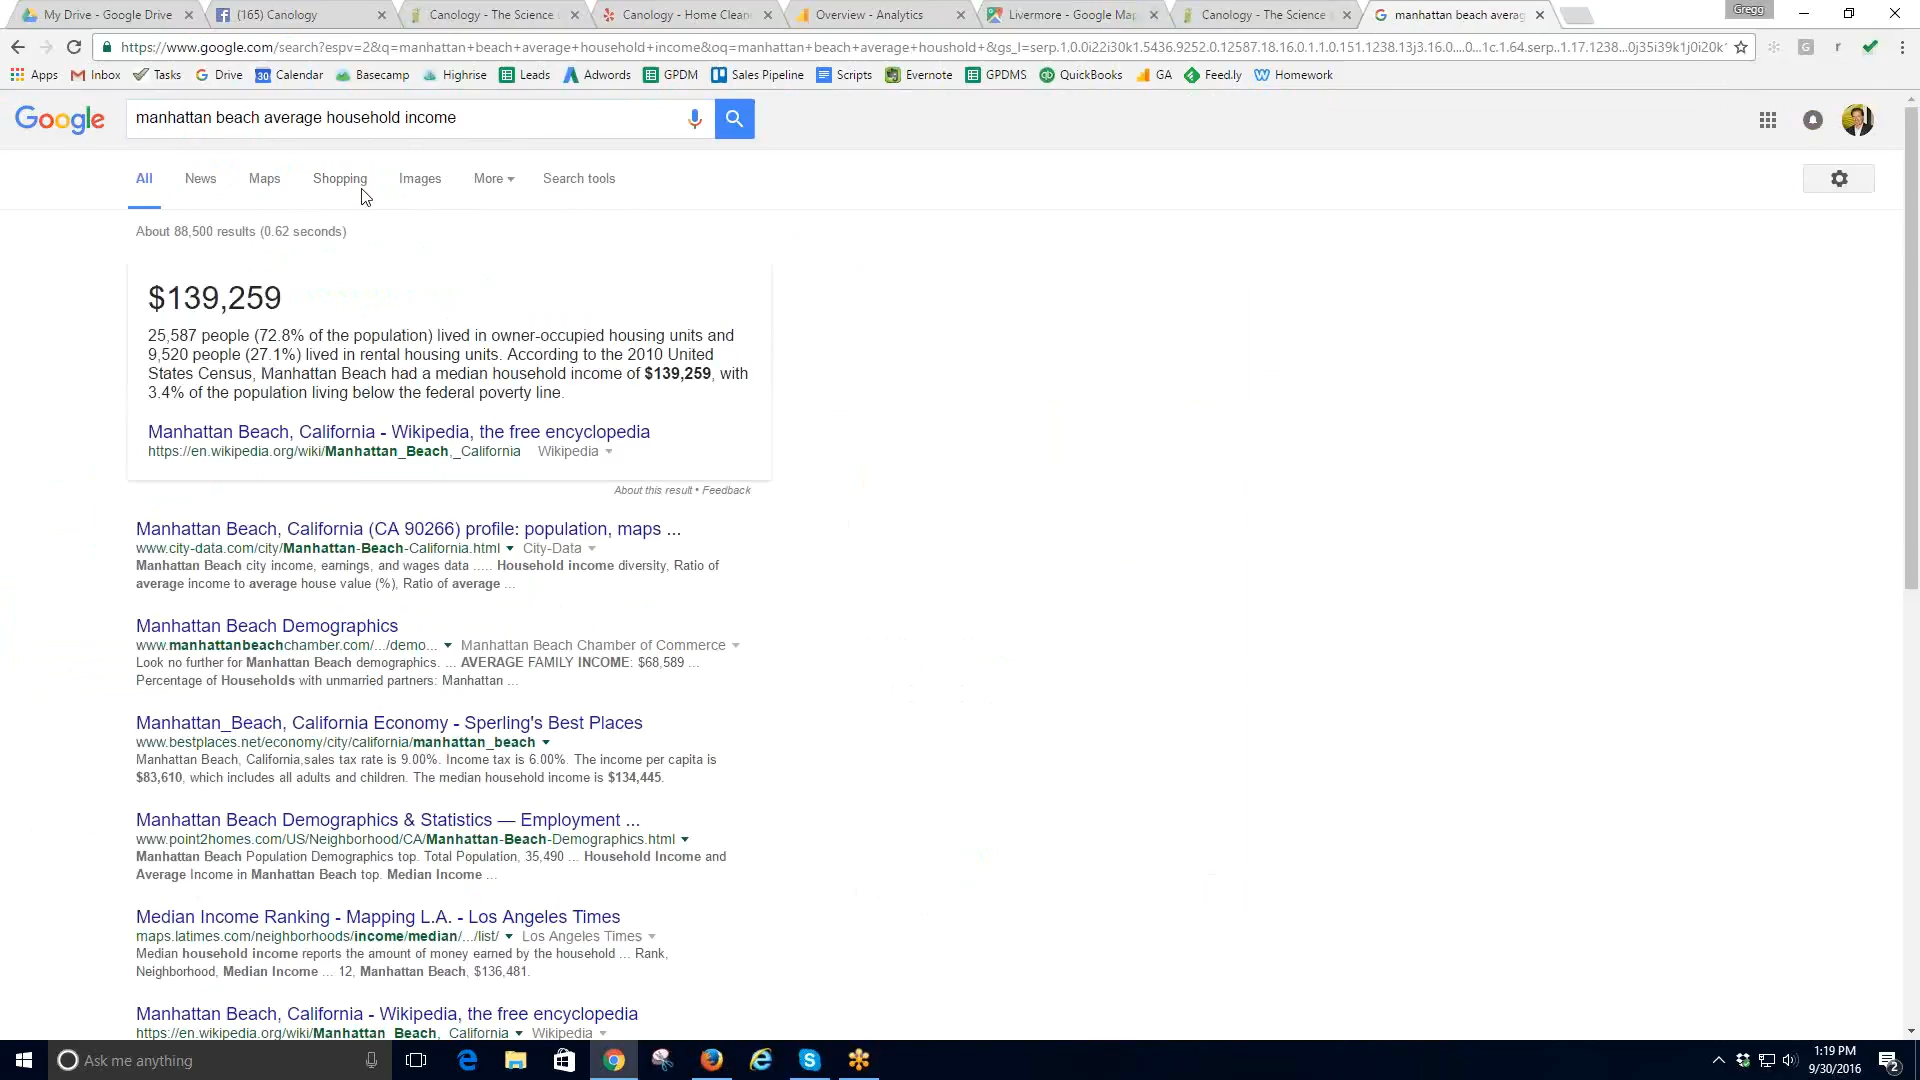 My Drive - Google Drive
(165) Canology
Canology - The Science
Canology - Home Clean
Overview - Analytics
Livermore - Google Map
Canology - The Science
manhattan beach averag
Gregg
https://www.google.com/search?espv=2&q=manhattan+beach+average+household+income&oq=manhattan+beach+average+houshold+&gs_l=serp.1.0.0i22i30k1.5436.9252.0.12587.18.16.0.1.1.0.151.1238.13j3.16.0....0...1c.1.64.serp..1.17.1238...0j35i39k1j0i20k1
Apps
Inbox
Tasks
Drive
Calendar
Basecamp
Highrise
Leads
Adwords
GPDM
Sales Pipeline
Scripts
Evernote
GPDMS
QuickBooks
GA
Feed.ly
Homework
Google
manhattan beach average household income
All
News
Maps
Shopping
Images
More
Search tools
About 88,500 results (0.62 seconds)
$139,259
25,587 people (72.8% of the population) lived in owner-occupied housing units and
9,520 people (27.1%) lived in rental housing units. According to the 2010 United
States Census, Manhattan Beach had a median household income of $139,259, with
3.4% of the population living below the federal poverty line.
Manhattan Beach, California - Wikipedia, the free encyclopedia
https://en.wikipedia.org/wiki/Manhattan_Beach,_California Wikipedia
About this result • Feedback
Manhattan Beach, California (CA 90266) profile: population, maps ...
www.city-data.com/city/Manhattan-Beach-California.html City-Data
Manhattan Beach city income, earnings, and wages data ..... Household income diversity, Ratio of
average income to average house value (%), Ratio of average ...
Manhattan Beach Demographics
www.manhattanbeachchamber.com/.../demo... Manhattan Beach Chamber of Commerce
Look no further for Manhattan Beach demographics. ... AVERAGE FAMILY INCOME: $68,589 ...
Percentage of Households with unmarried partners: Manhattan ...
Manhattan_Beach, California Economy - Sperling's Best Places
www.bestplaces.net/economy/city/california/manhattan_beach
Manhattan Beach, California,sales tax rate is 9.00%. Income tax is 6.00%. The income per capita is
$83,610, which includes all adults and children. The median household income is $134,445.
Manhattan Beach Demographics & Statistics — Employment ...
www.point2homes.com/US/Neighborhood/CA/Manhattan-Beach-Demographics.html
Manhattan Beach Population Demographics top. Total Population, 35,490 ... Household Income and
Average Income in Manhattan Beach top. Median Income ...
Median Income Ranking - Mapping L.A. - Los Angeles Times
maps.latimes.com/neighborhoods/income/median/.../list/ Los Angeles Times
Median household income reports the amount of money earned by the household ... Rank,
Neighborhood, Median Income ... 12, Manhattan Beach, $136,481.
Manhattan Beach, California - Wikipedia, the free encyclopedia
https://en.wikipedia.org/wiki/Manhattan_Beach,_California Wikipedia
Ask me anything
1:19 PM
9/30/2016
2